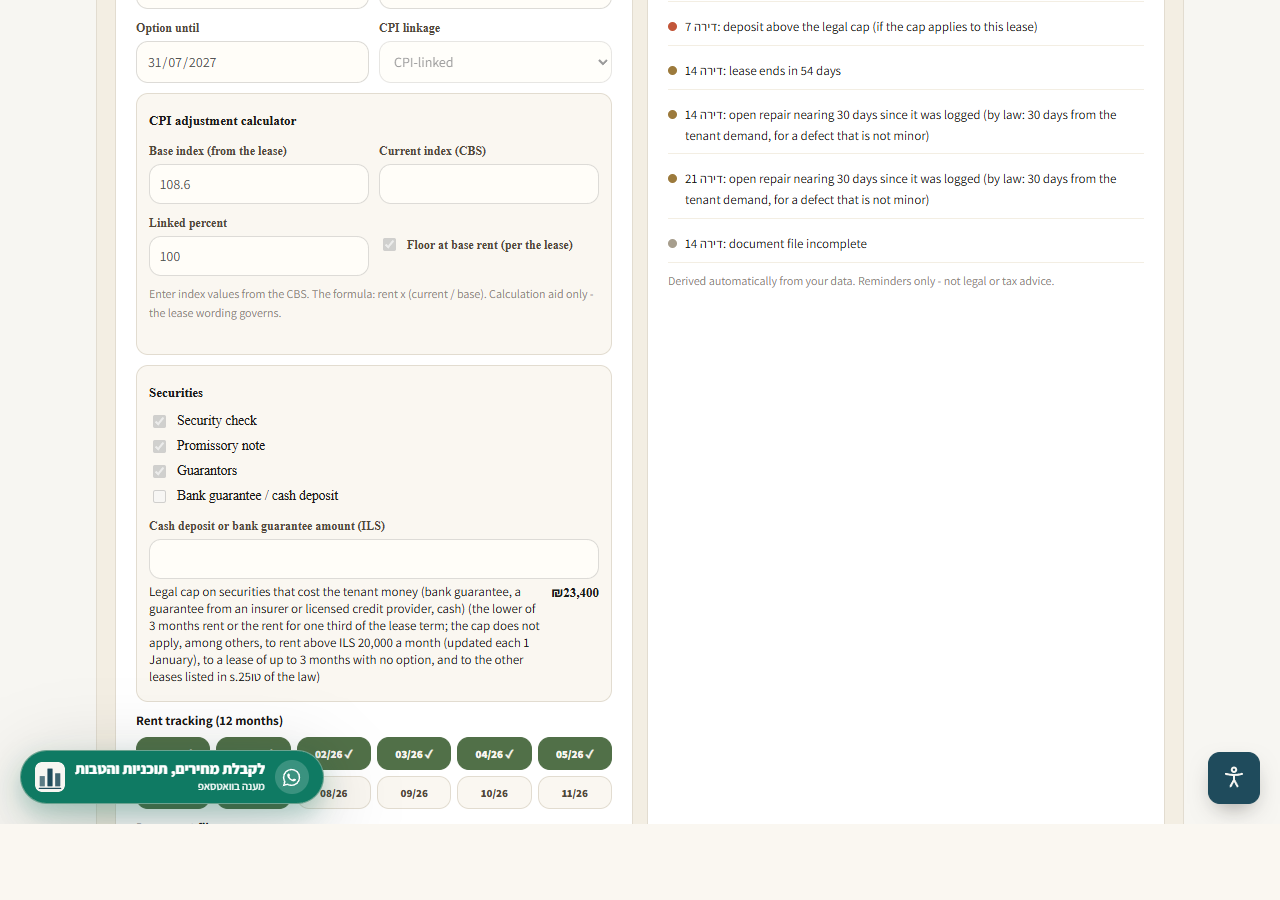 Option until
CPI linkage
31/07/2027
CPI-linked
CPI adjustment calculator
Base index (from the lease)
Current index (CBS)
108.6
Linked percent
100
Floor at base rent (per the lease)
Enter index values from the CBS. The formula: rent x (current / base). Calculation aid only -
the lease wording governs.
Securities
Security check
Promissory note
Guarantors
Bank guarantee / cash deposit
Cash deposit or bank guarantee amount (ILS)
Legal cap on securities that cost the tenant money (bank guarantee, a
guarantee from an insurer or licensed credit provider, cash) (the lower of
3 months rent or the rent for one third of the lease term; the cap does not
apply, among others, to rent above ILS 20,000 a month (updated each 1
January), to a lease of up to 3 months with no option, and to the other
leases listed in s.25טו of the law)
₪23,400
Rent tracking (12 months)
02/26 ✓
03/26 ✓
04/26 ✓
05/26 ✓
08/26
09/26
10/26
11/26
לקבלת מחירים, תוכניות והטבות
מענה בוואטסאפ
דירה 7: deposit above the legal cap (if the cap applies to this lease)
דירה 14: lease ends in 54 days
דירה 14: open repair nearing 30 days since it was logged (by law: 30 days from the
tenant demand, for a defect that is not minor)
דירה 21: open repair nearing 30 days since it was logged (by law: 30 days from the
tenant demand, for a defect that is not minor)
דירה 14: document file incomplete
Derived automatically from your data. Reminders only - not legal or tax advice.